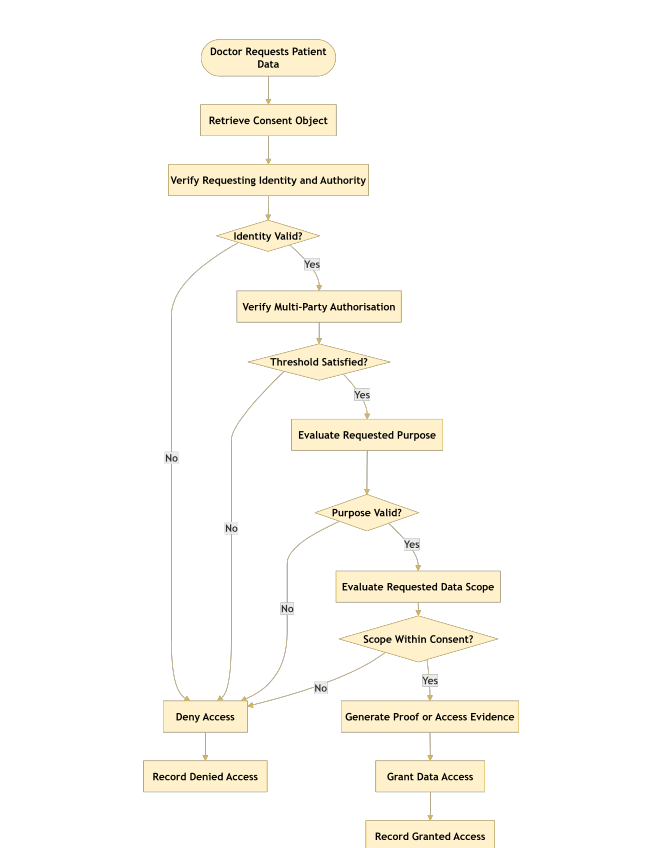 Doctor Requests Patient
Data
Retrieve Consent Object
Verify Requesting Identity and Authority
Identity Valid?
Yes
Verify Multi-Party Authorisation
Threshold Satisfied?
Yes
Evaluate Requested Purpose
No
Purpose Valid?
No
Yes
Evaluate Requested Data Scope
No
Scope Within Consent?
Yes
No
Deny Access
Generate Proof or Access Evidence
Record Denied Access
Grant Data Access
Record Granted Access